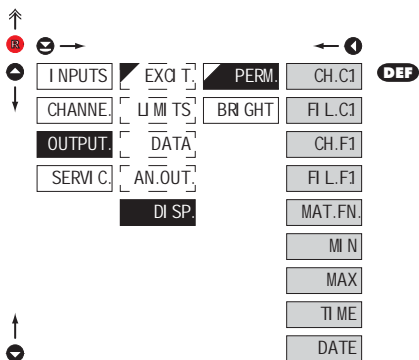 R
INPUTS EXCIT. PERM. CH.C1 DEF
CHANNE. LIMITS BRIGHT FIL.C1
OUTPUT. DATA CH.F1
SERVIC. AN.OUT. FIL.F1
DISP. MAT.FN.
MIN
MAX
TIME
DATE